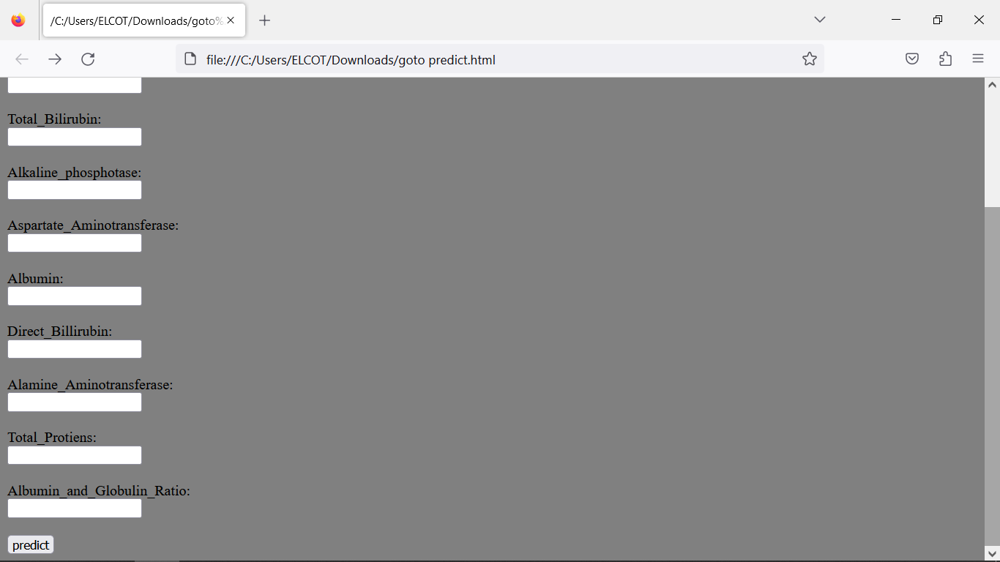 /C:/Users/ELCOT/Downloads/goto%
file:///C:/Users/ELCOT/Downloads/goto predict.html
Total_Bilirubin:
Alkaline_phosphotase:
Aspartate_Aminotransferase:
Albumin:
Direct_Billirubin:
Alamine_Aminotransferase:
Total_Protiens:
Albumin_and_Globulin_Ratio:
predict